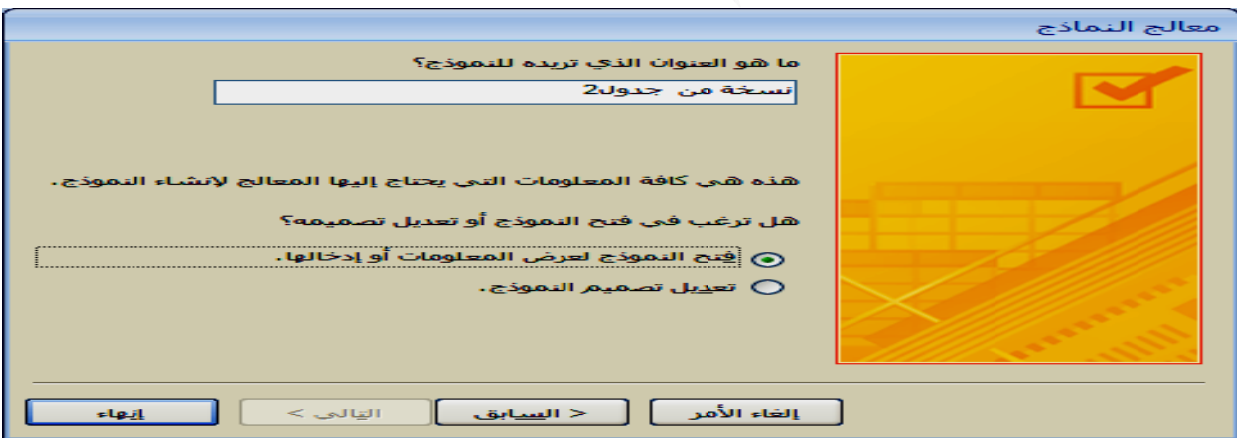 معالج النماذج
ما هو العنوان الذي تريده للنموذج؟
نسخة من جدول2
هذه هي كافة المعلومات التي يحتاج إليها المعالج لإنشاء النموذج.
هل ترغب في فتح النموذج أو تعديل تصميمه؟
فتح النموذج لعرض المعلومات أو إدخالها.
تعديل تصميم النموذج.
إلغاء الأمر
< السابق
التالي >
إنهاء